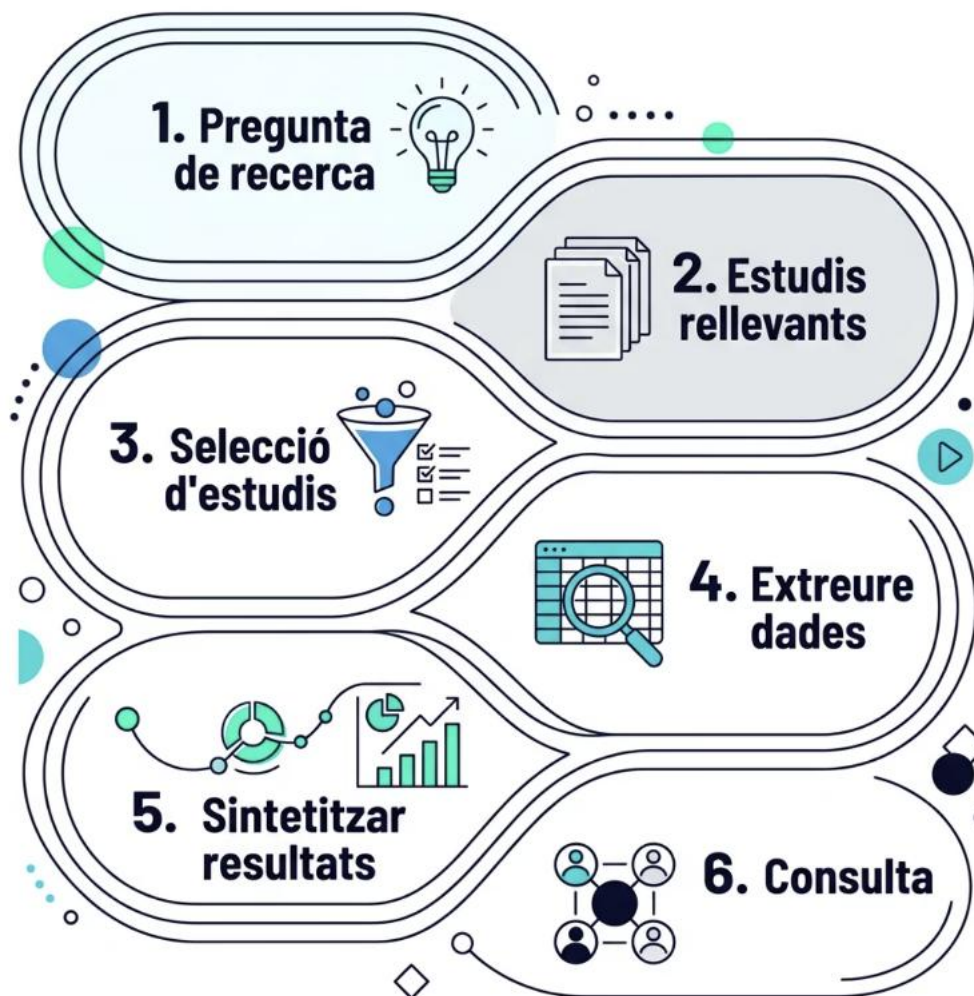 1. Pregunta
de recerca
2. Estudis
rellevants
3. Selecció
d'estudis
4. Extreure
dades
5. Sintetitzar
resultats
6. Consulta